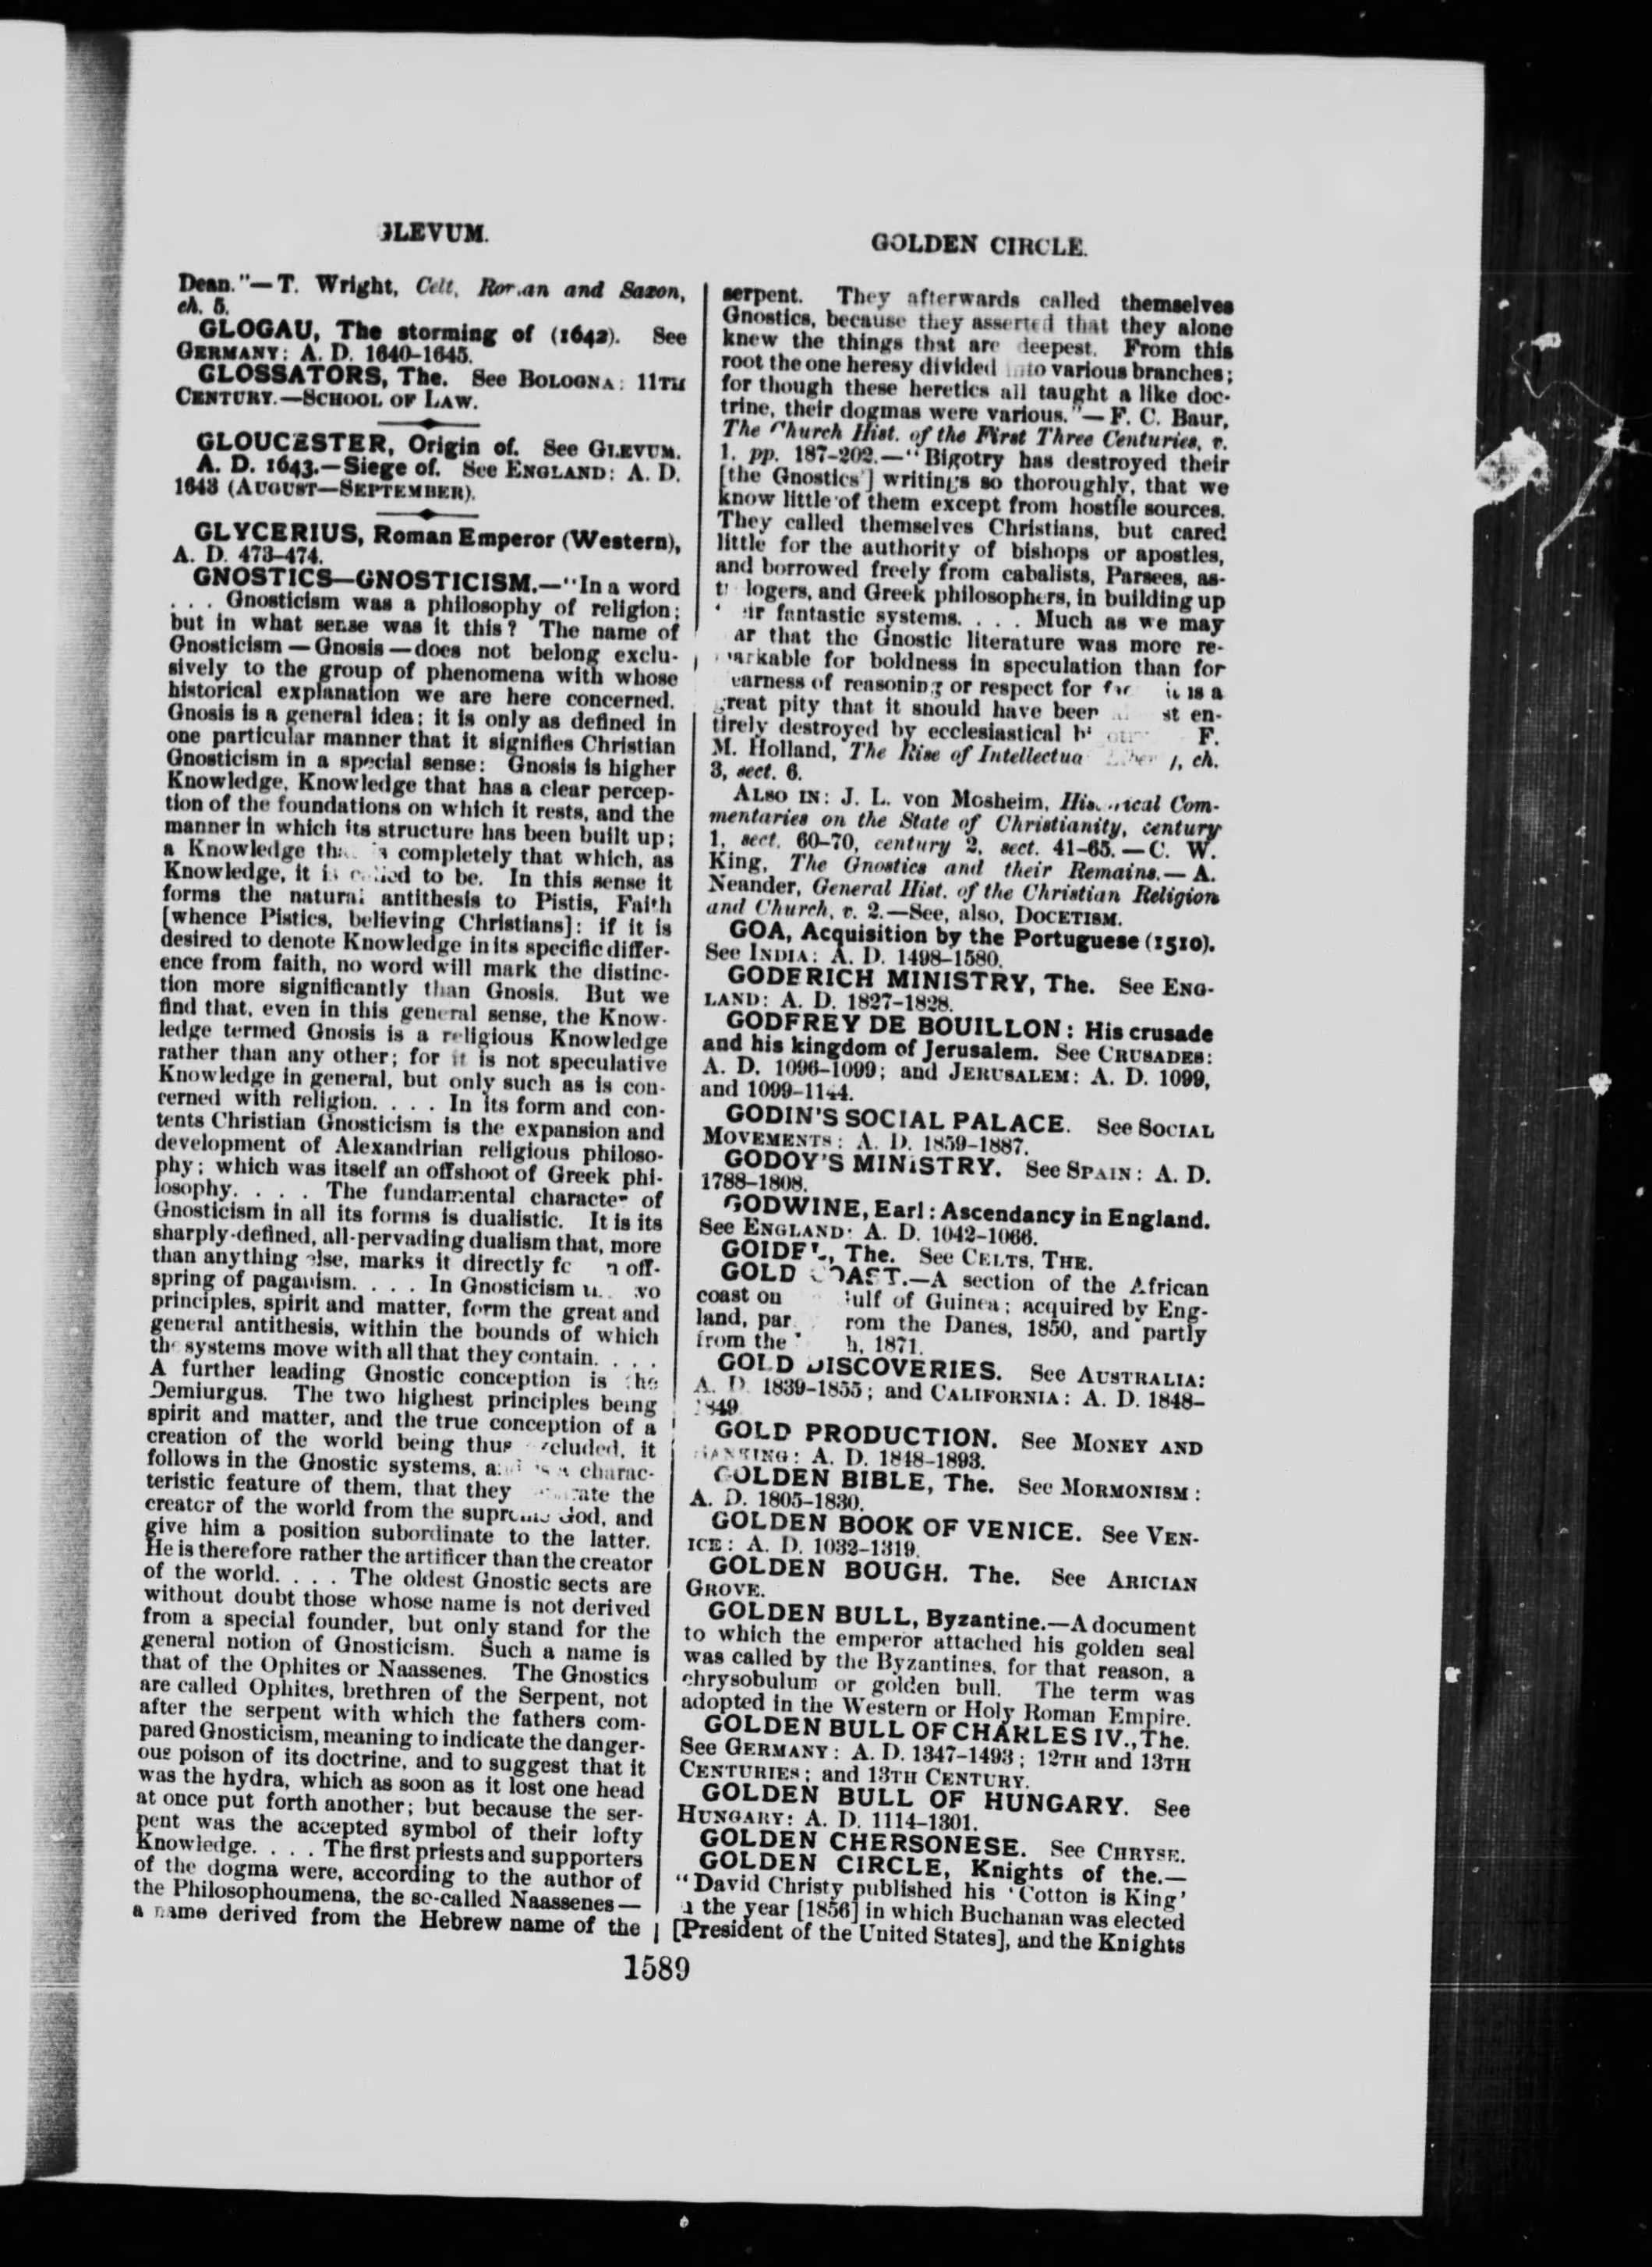 GLEVUM.
GOLDEN CIRCLE.
Dean."—T. Wright, Celt, Roman and Saxon,
ch. 5.
GLOGAU, The storming of (1642). See
GERMANY: A. D. 1640-1645.
GLOSSATORS, The. See BOLOGNA: 11TH
CENTURY.—SCHOOL OF LAW.
GLOUCESTER, Origin of. See GLEVUM.
A. D. 1643.—Siege of. See ENGLAND: A. D.
1643 (AUGUST—SEPTEMBER).
GLYCERIUS, Roman Emperor (Western),
A. D. 473-474.
GNOSTICS—GNOSTICISM.—"In a word
. . . Gnosticism was a philosophy of religion;
but in what sense was it this? The name of
Gnosticism—Gnosis—does not belong exclu-
sively to the group of phenomena with whose
historical explanation we are here concerned.
Gnosis is a general idea; it is only as defined in
one particular manner that it signifies Christian
Gnosticism in a special sense: Gnosis is higher
Knowledge, Knowledge that has a clear percep-
tion of the foundations on which it rests, and the
manner in which its structure has been built up;
a Knowledge completely that which, as
Knowledge, it is called to be. In this sense it
forms the natural antithesis to Pistis, Faith
[whence Pistics, believing Christians]: if it is
desired to denote Knowledge in its specific differ-
ence from faith, no word will mark the distinc-
tion more significantly than Gnosis. But we
find that, even in this general sense, the Know-
ledge termed Gnosis is a religious Knowledge
rather than any other; for it is not speculative
Knowledge in general, but only such as is con-
cerned with religion. . . . In its form and con-
tents Christian Gnosticism is the expansion and
development of Alexandrian religious philoso-
phy; which was itself an offshoot of Greek phi-
losophy. . . . The fundamental character of
Gnosticism in all its forms is dualistic. It is its
sharply-defined, all-pervading dualism that, more
than anything else, marks it directly off-
spring of paganism. . . . In Gnosticism
principles, spirit and matter, form the great and
general antithesis, within the bounds of which
the systems move with all that they contain. . . .
A further leading Gnostic conception is the
Demiurgus. The two highest principles being
spirit and matter, and the true conception of a
creation of the world being thus excluded, it
follows in the Gnostic systems, a charac-
teristic feature of them, that they the
creator of the world from the supreme God, and
give him a position subordinate to the latter.
He is therefore rather the artificer than the creator
of the world. . . . The oldest Gnostic sects are
without doubt those whose name is not derived
from a special founder, but only stand for the
general notion of Gnosticism. Such a name is
that of the Ophites or Naassenes. The Gnostics
are called Ophites, brethren of the Serpent, not
after the serpent with which the fathers com-
pared Gnosticism, meaning to indicate the danger-
ous poison of its doctrine, and to suggest that it
was the hydra, which as soon as it lost one head
at once put forth another; but because the ser-
pent was the accepted symbol of their lofty
Knowledge. . . . The first priests and supporters
of the dogma were, according to the author of
the Philosophoumena, the so-called Naassenes—
a name derived from the Hebrew name of the
serpent. They afterwards called themselves
Gnostics, because they asserted that they alone
knew the things that are deepest. From this
root the one heresy divided into various branches;
for though these heretics all taught a like doc-
trine, their dogmas were various."—F. C. Baur,
The Church Hist. of the First Three Centuries, v.
1, pp. 187-202.—"Bigotry has destroyed their
[the Gnostics'] writings so thoroughly, that we
know little of them except from hostile sources.
They called themselves Christians, but cared
little for the authority of bishops or apostles,
and borrowed freely from cabalists, Parsees, as-
trologers, and Greek philosophers, in building up
their fantastic systems. . . . Much as we may
that the Gnostic literature was more re-
markable for boldness in speculation than for
clearness of reasoning or respect for it is a
great pity that it should have been en-
tirely destroyed by ecclesiastical F.
M. Holland, The Rise of Intellectual ch.
3, sect. 6.
ALSO IN: J. L. von Mosheim, Historical Com-
mentaries on the State of Christianity, century
1, sect. 60-70, century 2, sect. 41-65.—C. W.
King, The Gnostics and their Remains.—A.
Neander, General Hist. of the Christian Religion
and Church, v. 2.—See, also, DOCETISM.
GOA, Acquisition by the Portuguese (1510).
See INDIA: A. D. 1498-1580.
GODERICH MINISTRY, The. See ENG-
LAND: A. D. 1827-1828.
GODFREY DE BOUILLON: His crusade
and his kingdom of Jerusalem. See CRUSADES:
A. D. 1096-1099; and JERUSALEM: A. D. 1099,
and 1099-1144.
GODIN'S SOCIAL PALACE. See SOCIAL
MOVEMENTS: A. D. 1859-1887.
GODOY'S MINISTRY. See SPAIN: A. D.
1788-1808.
GODWINE, Earl: Ascendancy in England.
See ENGLAND: A. D. 1042-1066.
GOIDEL, The. See CELTS, THE.
GOLD COAST.—A section of the African
coast on Gulf of Guinea; acquired by Eng-
land, from the Danes, 1850, and partly
from the 1871.
GOLD DISCOVERIES. See AUSTRALIA:
A. D. 1839-1855; and CALIFORNIA: A. D. 1848-
1849.
GOLD PRODUCTION. See MONEY AND
BANKING: A. D. 1848-1893.
GOLDEN BIBLE, The. See MORMONISM:
A. D. 1805-1830.
GOLDEN BOOK OF VENICE. See VEN-
ICE: A. D. 1032-1319.
GOLDEN BOUGH, The. See ARICIAN
GROVE.
GOLDEN BULL, Byzantine.—A document
to which the emperor attached his golden seal
was called by the Byzantines, for that reason, a
chrysobulum or golden bull. The term was
adopted in the Western or Holy Roman Empire.
GOLDEN BULL OF CHARLES IV., The.
See GERMANY: A. D. 1347-1493; 12TH and 13TH
CENTURIES; and 13TH CENTURY.
GOLDEN BULL OF HUNGARY. See
HUNGARY: A. D. 1114-1301.
GOLDEN CHERSONESE. See CHRYSE.
GOLDEN CIRCLE, Knights of the.—
"David Christy published his 'Cotton is King'
the year [1856] in which Buchanan was elected
[President of the United States], and the Knights
1589